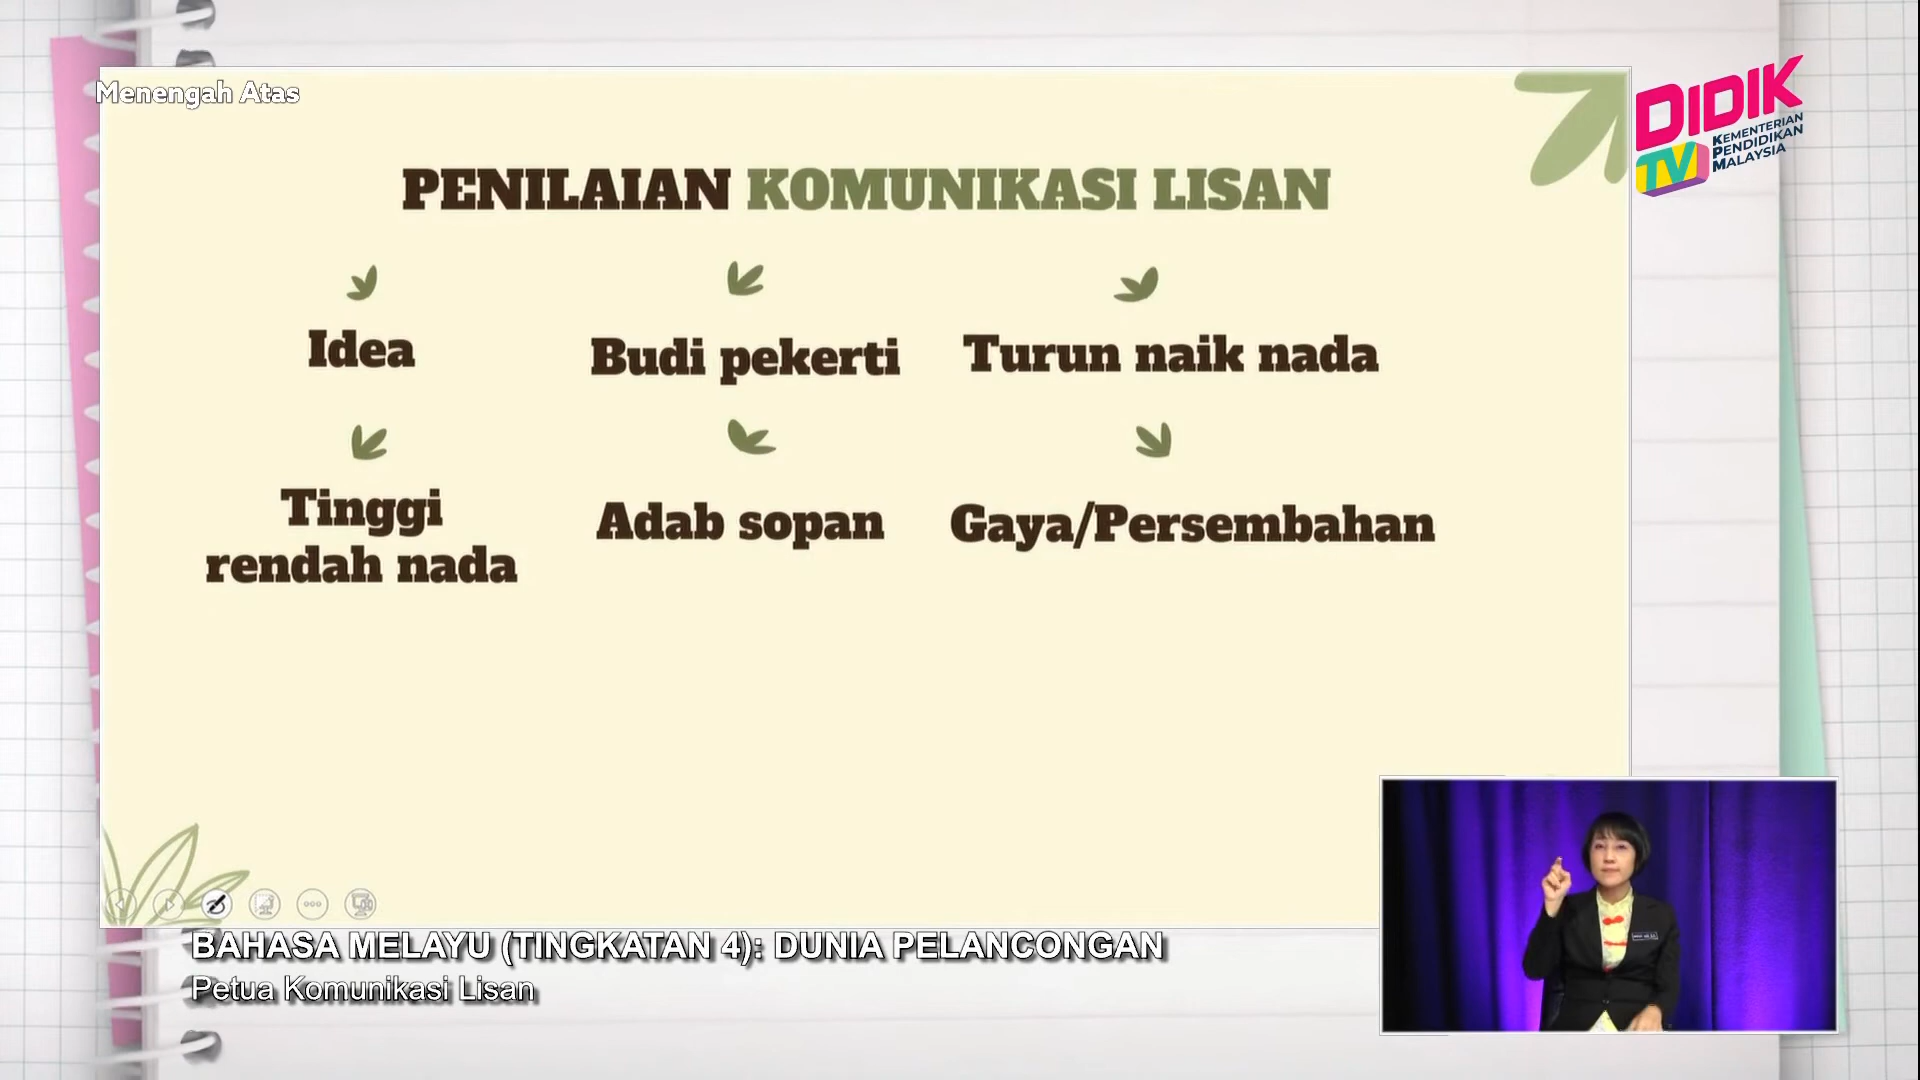 Menengah Atas
DIDIK
TV
KEMENTERIAN
PENDIDIKAN
MALAYSIA
PENILAIAN KOMUNIKASI LISAN
Idea
Budi pekerti
Turun naik nada
Tinggi
rendah nada
Adab sopan
Gaya/Persembahan
BAHASA MELAYU (TINGKATAN 4): DUNIA PELANCONGAN
Petua Komunikasi Lisan